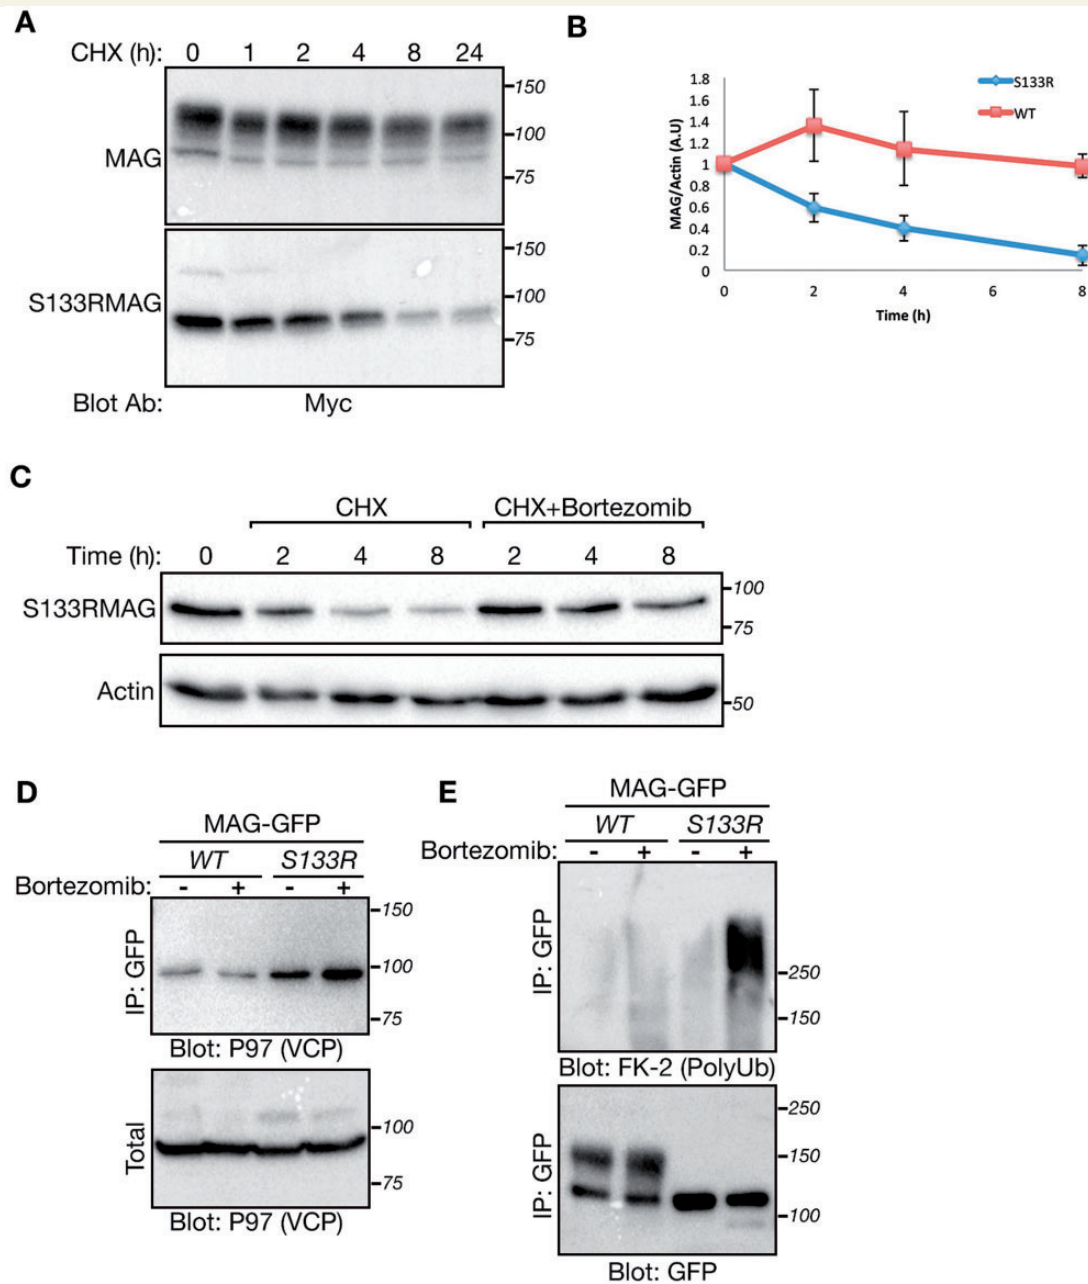 A
CHX (h): 0 1 2 4 8 24
MAG
150
100
75
S133RMAG
150
100
75
Blot Ab: Myc
B
1.8
1.6
1.4
1.2
1
0.8
0.6
0.4
0.2
0
MAG/Actin (A.U)
S133R
WT
0 2 4 6 8
Time (h)
C
CHX CHX+Bortezomib
Time (h): 0 2 4 8 2 4 8
S133RMAG
100
75
Actin
50
D
MAG-GFP
WT S133R
Bortezomib: - + - +
IP: GFP
150
100
75
Blot: P97 (VCP)
Total
100
75
Blot: P97 (VCP)
E
MAG-GFP
WT S133R
Bortezomib: - + - +
IP: GFP
250
150
Blot: FK-2 (PolyUb)
IP: GFP
250
150
100
Blot: GFP